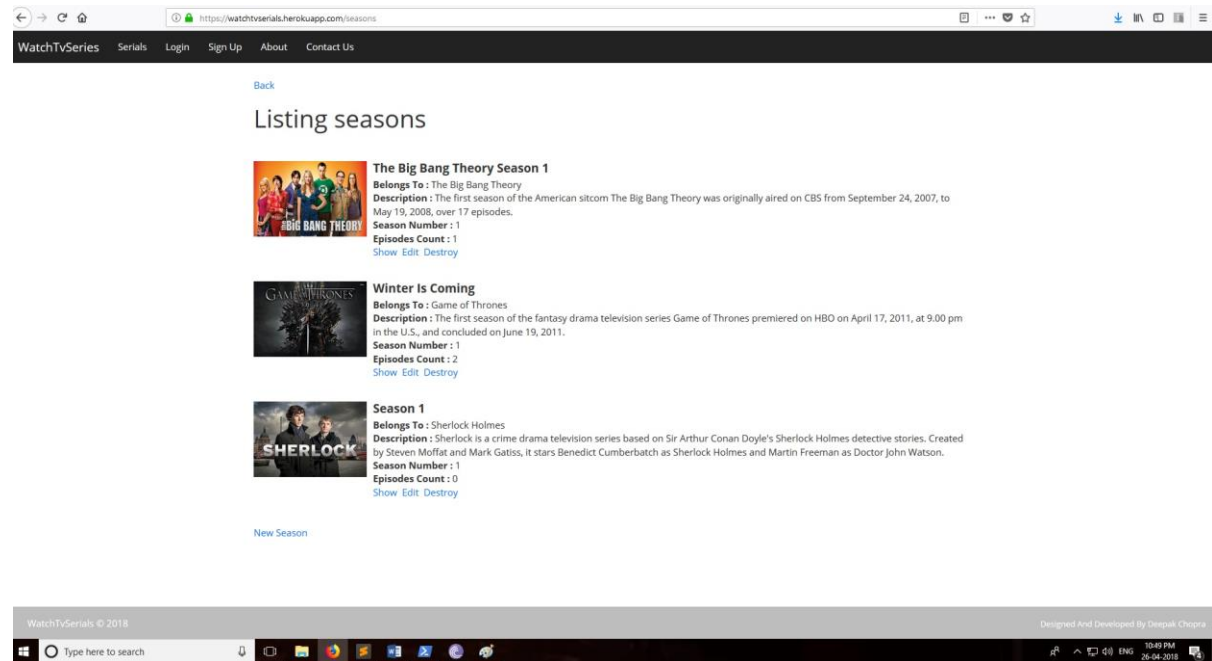 https://watchtvserials.herokuapp.com/seasons
WatchTvSeries Serials Login Sign Up About Contact Us
Back
Listing seasons
The Big Bang Theory Season 1
Belongs To : The Big Bang Theory
Description : The first season of the American sitcom The Big Bang Theory was originally aired on CBS from September 24, 2007, to
May 19, 2008, over 17 episodes.
Season Number : 1
Episodes Count : 1
Show Edit Destroy
THE BIG BANG THEORY
Winter Is Coming
Belongs To : Game of Thrones
Description : The first season of the fantasy drama television series Game of Thrones premiered on HBO on April 17, 2011, at 9.00 pm
in the U.S., and concluded on June 19, 2011.
Season Number : 1
Episodes Count : 2
Show Edit Destroy
GAME OF THRONES
Season 1
Belongs To : Sherlock Holmes
Description : Sherlock is a crime drama television series based on Sir Arthur Conan Doyle's Sherlock Holmes detective stories. Created
by Steven Moffat and Mark Gatiss, it stars Benedict Cumberbatch as Sherlock Holmes and Martin Freeman as Doctor John Watson.
Season Number : 1
Episodes Count : 0
Show Edit Destroy
SHERLOCK
New Season
WatchTvSerials © 2018 Designed And Developed By Deepak Chopra
Type here to search ENG 10:49 PM
26-04-2018